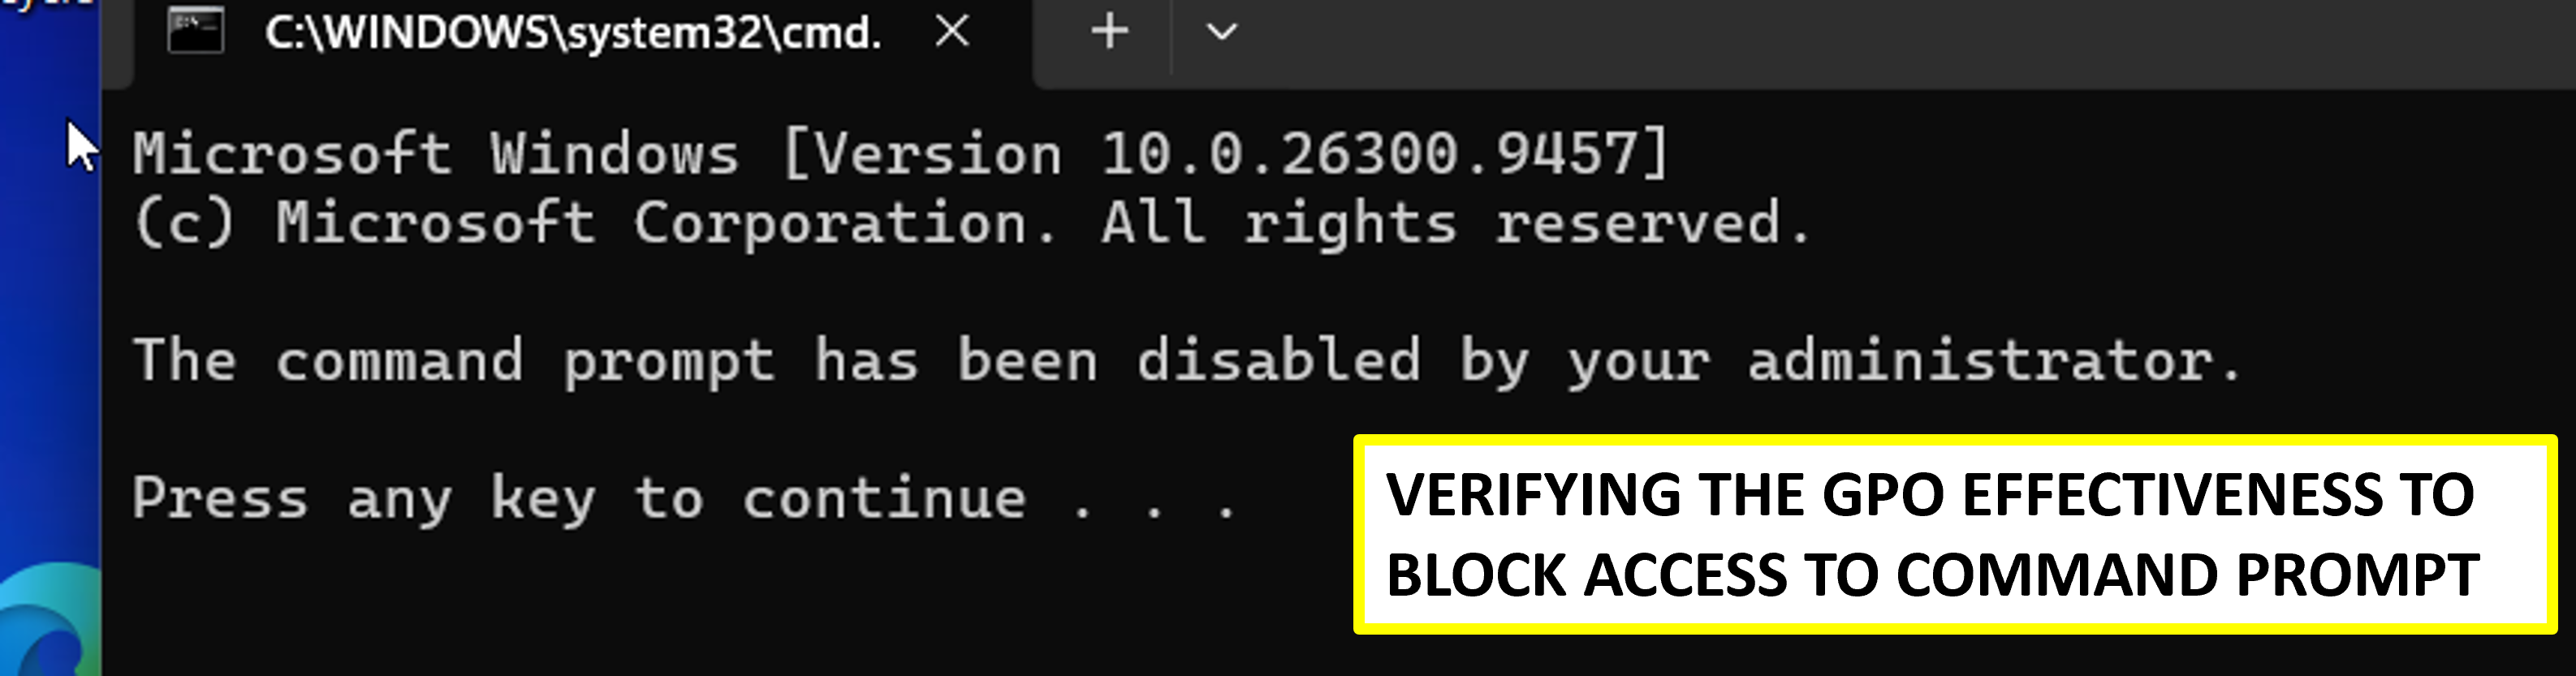 C:\WINDOWS\system32\cmd.
Microsoft Windows [Version 10.0.26300.9457]
(c) Microsoft Corporation. All rights reserved.
The command prompt has been disabled by your administrator.
Press any key to continue . . .
VERIFYING THE GPO EFFECTIVENESS TO
BLOCK ACCESS TO COMMAND PROMPT